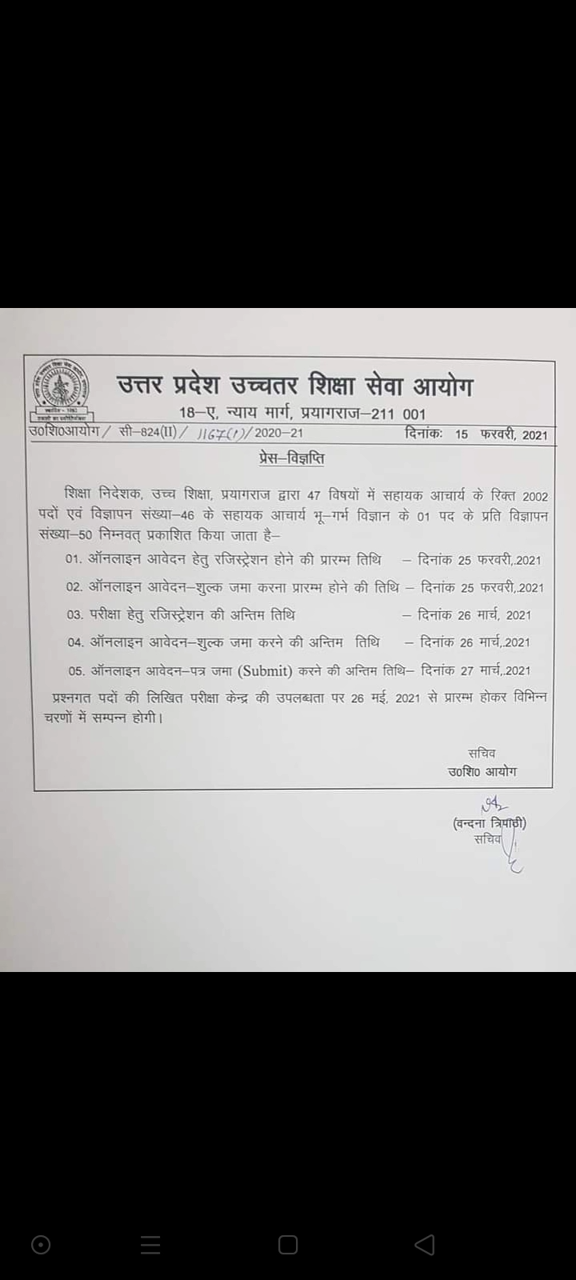 उत्तर प्रदेश उच्चतर शिक्षा सेवा आयोग
18–ए, न्याय मार्ग, प्रयागराज–211 001
उ०शि०आयोग / सी–824(II) / 1167(1) / 2020–21 दिनांकः 15 फरवरी, 2021
प्रेस–विज्ञप्ति
शिक्षा निदेशक, उच्च शिक्षा, प्रयागराज द्वारा 47 विषयों में सहायक आचार्य के रिक्त 2002
पदों एवं विज्ञापन संख्या–46 के सहायक आचार्य भू–गर्भ विज्ञान के 01 पद के प्रति विज्ञापन
संख्या–50 निम्नवत् प्रकाशित किया जाता है–
01. ऑनलाइन आवेदन हेतु रजिस्ट्रेशन होने की प्रारम्भ तिथि – दिनांक 25 फरवरी,.2021
02. ऑनलाइन आवेदन–शुल्क जमा करना प्रारम्भ होने की तिथि – दिनांक 25 फरवरी,.2021
03. परीक्षा हेतु रजिस्ट्रेशन की अन्तिम तिथि – दिनांक 26 मार्च, 2021
04. ऑनलाइन आवेदन–शुल्क जमा करने की अन्तिम तिथि – दिनांक 26 मार्च,.2021
05. ऑनलाइन आवेदन–पत्र जमा (Submit) करने की अन्तिम तिथि– दिनांक 27 मार्च,.2021
प्रश्नगत पदों की लिखित परीक्षा केन्द्र की उपलब्धता पर 26 मई, 2021 से प्रारम्भ होकर विभिन्न
चरणों में सम्पन्न होगी।
सचिव
उ०शि० आयोग
(वन्दना त्रिपाठी)
सचिव